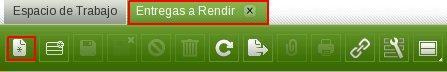 Espacio de Trabajo
Entregas a Rendir